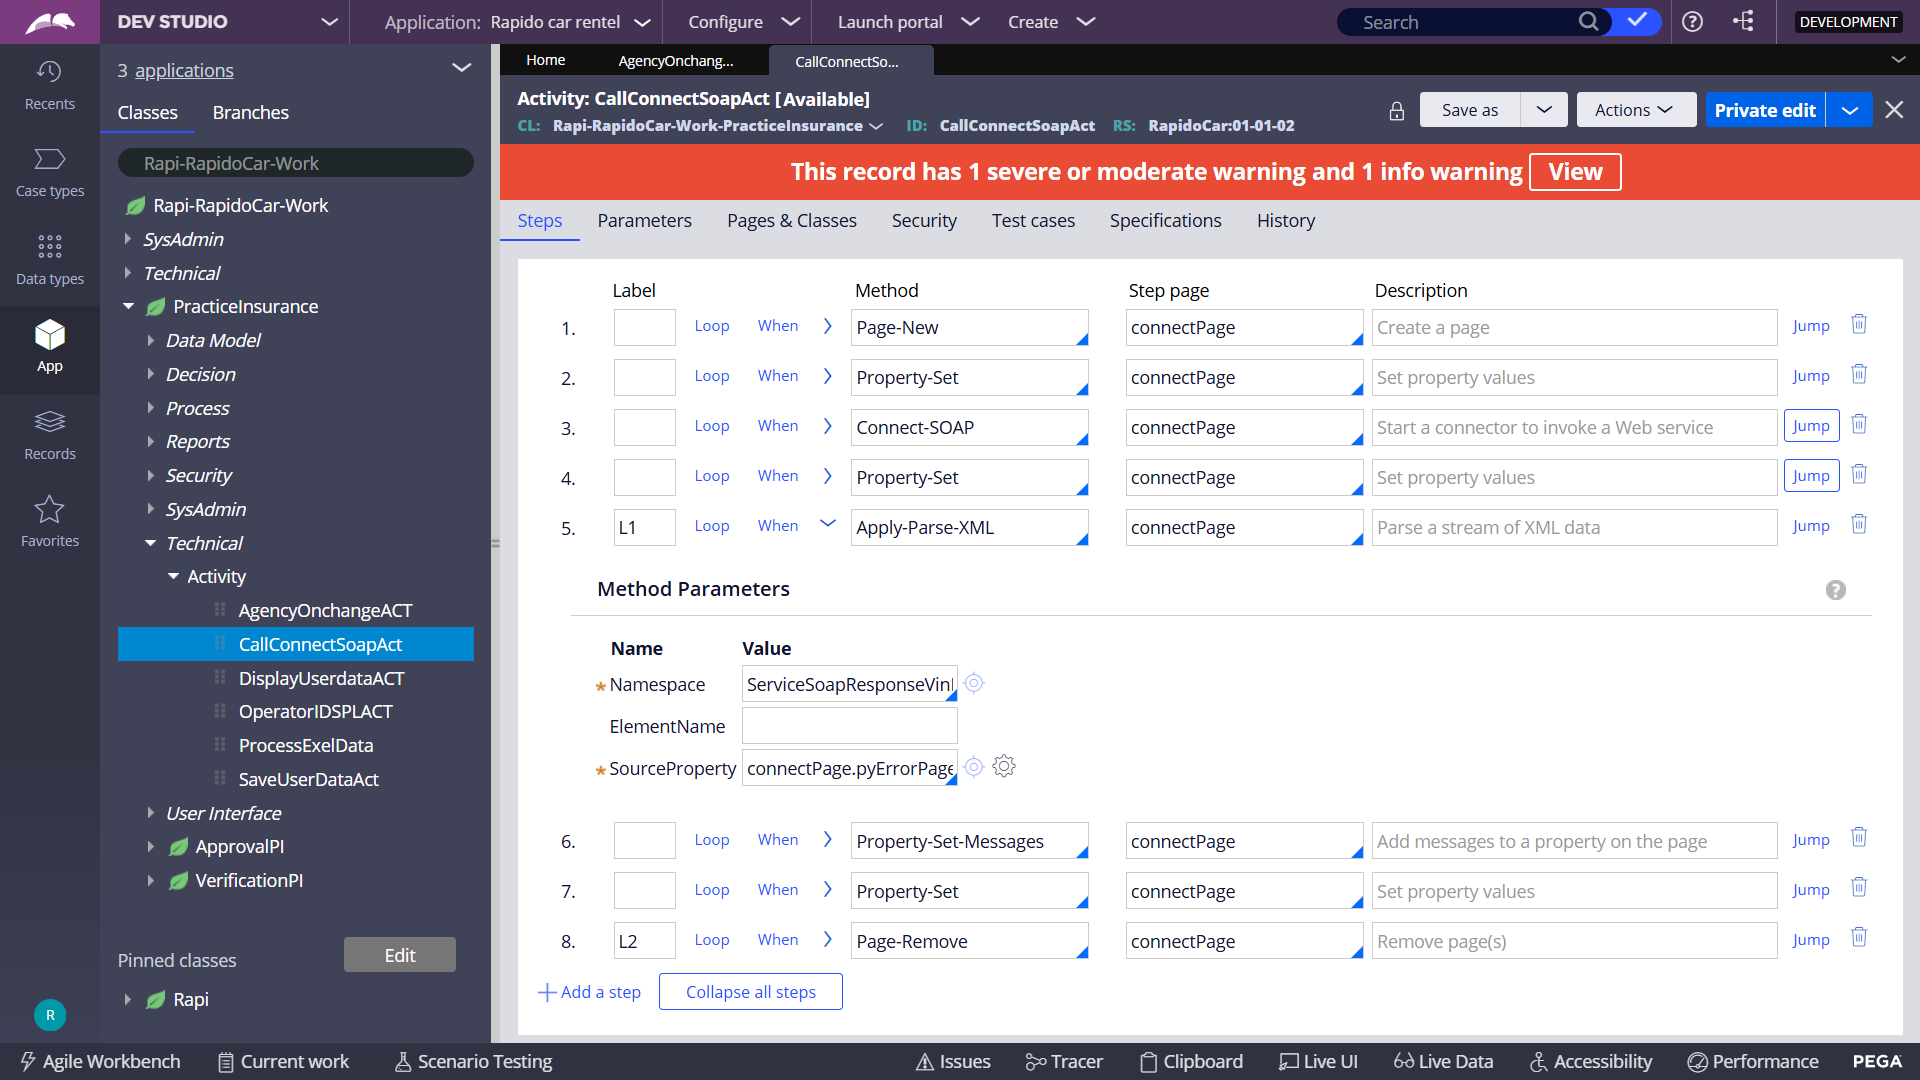 DEV STUDIO
Application: Rapido car rentel
Configure
Launch portal
Create
Search
DEVELOPMENT
Recents
Case types
Data types
App
Records
Favorites
R
3 applications
Classes
Branches
Rapi-RapidoCar-Work
Rapi-RapidoCar-Work
SysAdmin
Technical
PracticeInsurance
Data Model
Decision
Process
Reports
Security
SysAdmin
Technical
Activity
AgencyOnchangeACT
CallConnectSoapAct
DisplayUserdataACT
OperatorIDSPLACT
ProcessExelData
SaveUserDataAct
User Interface
ApprovalPI
VerificationPI
Pinned classes
Edit
Rapi
Home
AgencyOnchang...
CallConnectSo...
Activity: CallConnectSoapAct [Available]
CL: Rapi-RapidoCar-Work-PracticeInsurance ID: CallConnectSoapAct RS: RapidoCar:01-01-02
Save as
Actions
Private edit
This record has 1 severe or moderate warning and 1 info warning View
Steps
Parameters
Pages & Classes
Security
Test cases
Specifications
History
Label Method Step page Description
1. Loop When Page-New connectPage Create a page Jump
2. Loop When Property-Set connectPage Set property values Jump
3. Loop When Connect-SOAP connectPage Start a connector to invoke a Web service Jump
4. Loop When Property-Set connectPage Set property values Jump
5. L1 Loop When Apply-Parse-XML connectPage Parse a stream of XML data Jump
Method Parameters
?
Name Value
* Namespace ServiceSoapResponseVin
ElementName
* SourceProperty connectPage.pyErrorPage
6. Loop When Property-Set-Messages connectPage Add messages to a property on the page Jump
7. Loop When Property-Set connectPage Set property values Jump
8. L2 Loop When Page-Remove connectPage Remove page(s) Jump
Add a step
Collapse all steps
Agile Workbench
Current work
Scenario Testing
Issues
Tracer
Clipboard
Live UI
Live Data
Accessibility
Performance
PEGA